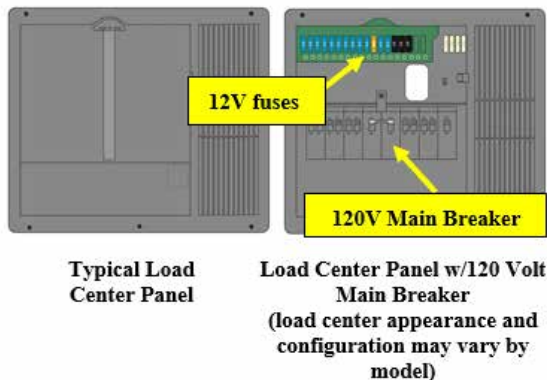 12V fuses
120V Main Breaker
Typical Load
Center Panel
Load Center Panel w/120 Volt
Main Breaker
(load center appearance and
configuration may vary by
model)